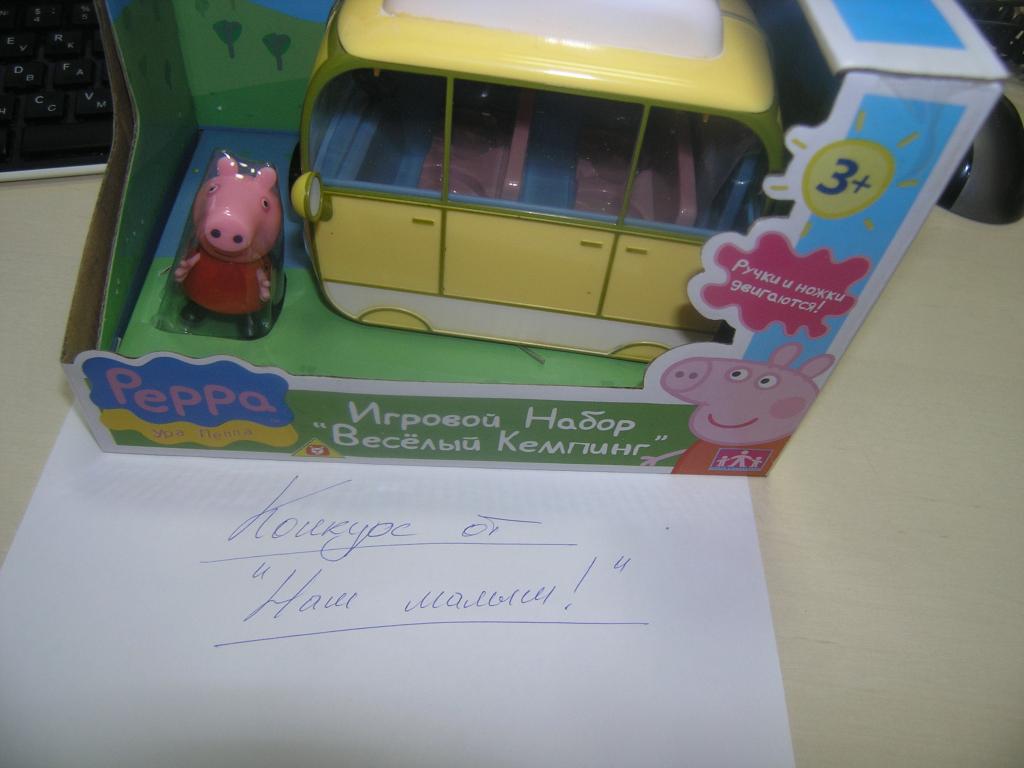 3+
Ручки и ножки
двигаются!
Peppa
Ура Пеппа
Игровой Набор
"Весёлый Кемпинг"
Конкурс от
"Наш малыш!"